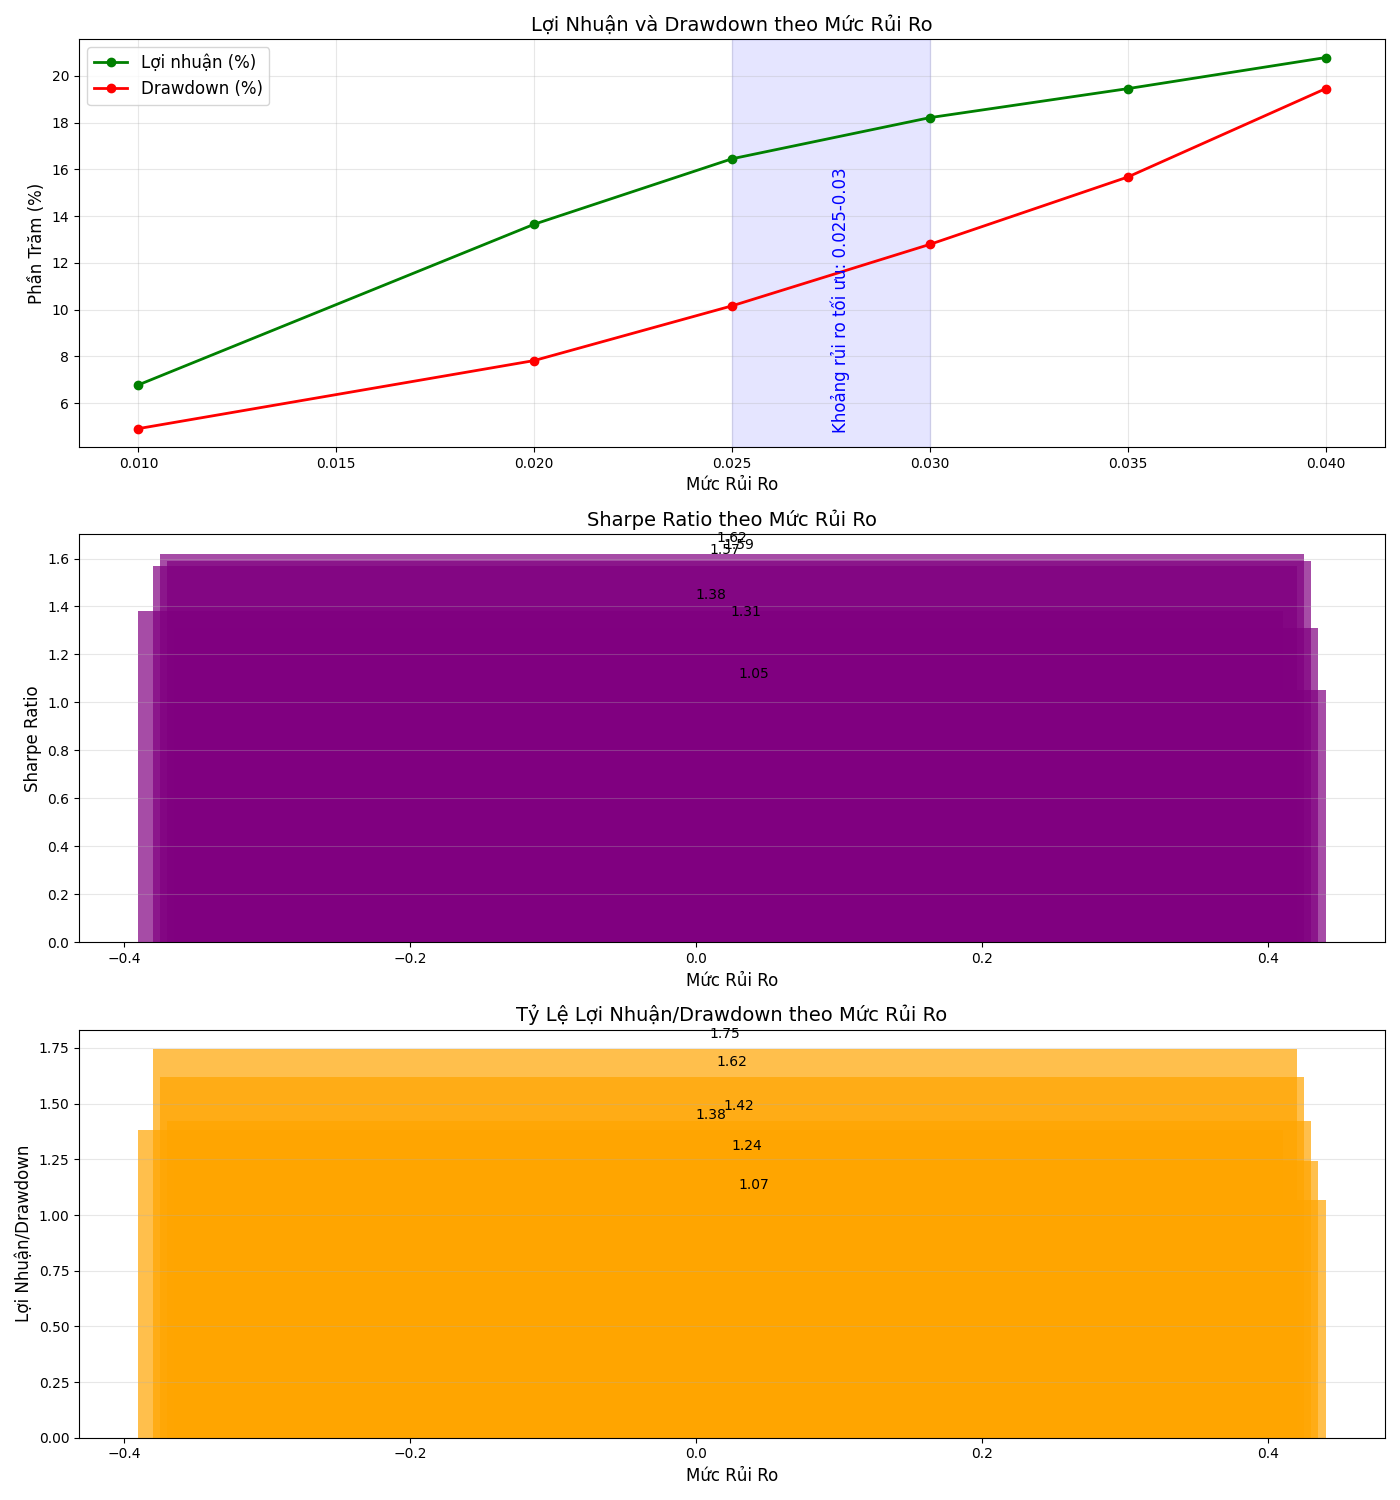 Lợi Nhuận và Drawdown theo Mức Rủi Ro
Lợi nhuận (%)
Drawdown (%)
Phần Trăm (%)
20
18
16
14
12
10
8
6
Khoảng rủi ro tối ưu: 0.025-0.03
0.010 0.015 0.020 0.025 0.030 0.035 0.040
Mức Rủi Ro
Sharpe Ratio theo Mức Rủi Ro
Sharpe Ratio
1.6
1.4
1.2
1.0
0.8
0.6
0.4
0.2
0.0
1.62
1.59
1.57
1.38
1.31
1.05
−0.4 −0.2 0.0 0.2 0.4
Mức Rủi Ro
Tỷ Lệ Lợi Nhuận/Drawdown theo Mức Rủi Ro
Lợi Nhuận/Drawdown
1.75
1.50
1.25
1.00
0.75
0.50
0.25
0.00
1.75
1.62
1.42
1.38
1.24
1.07
−0.4 −0.2 0.0 0.2 0.4
Mức Rủi Ro